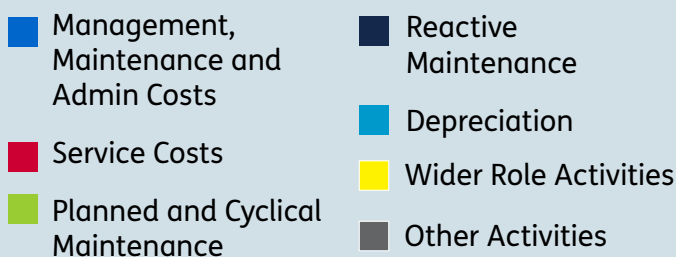 Management,
Maintenance and
Admin Costs
Service Costs
Planned and Cyclical
Maintenance
Reactive
Maintenance
Depreciation
Wider Role Activities
Other Activities